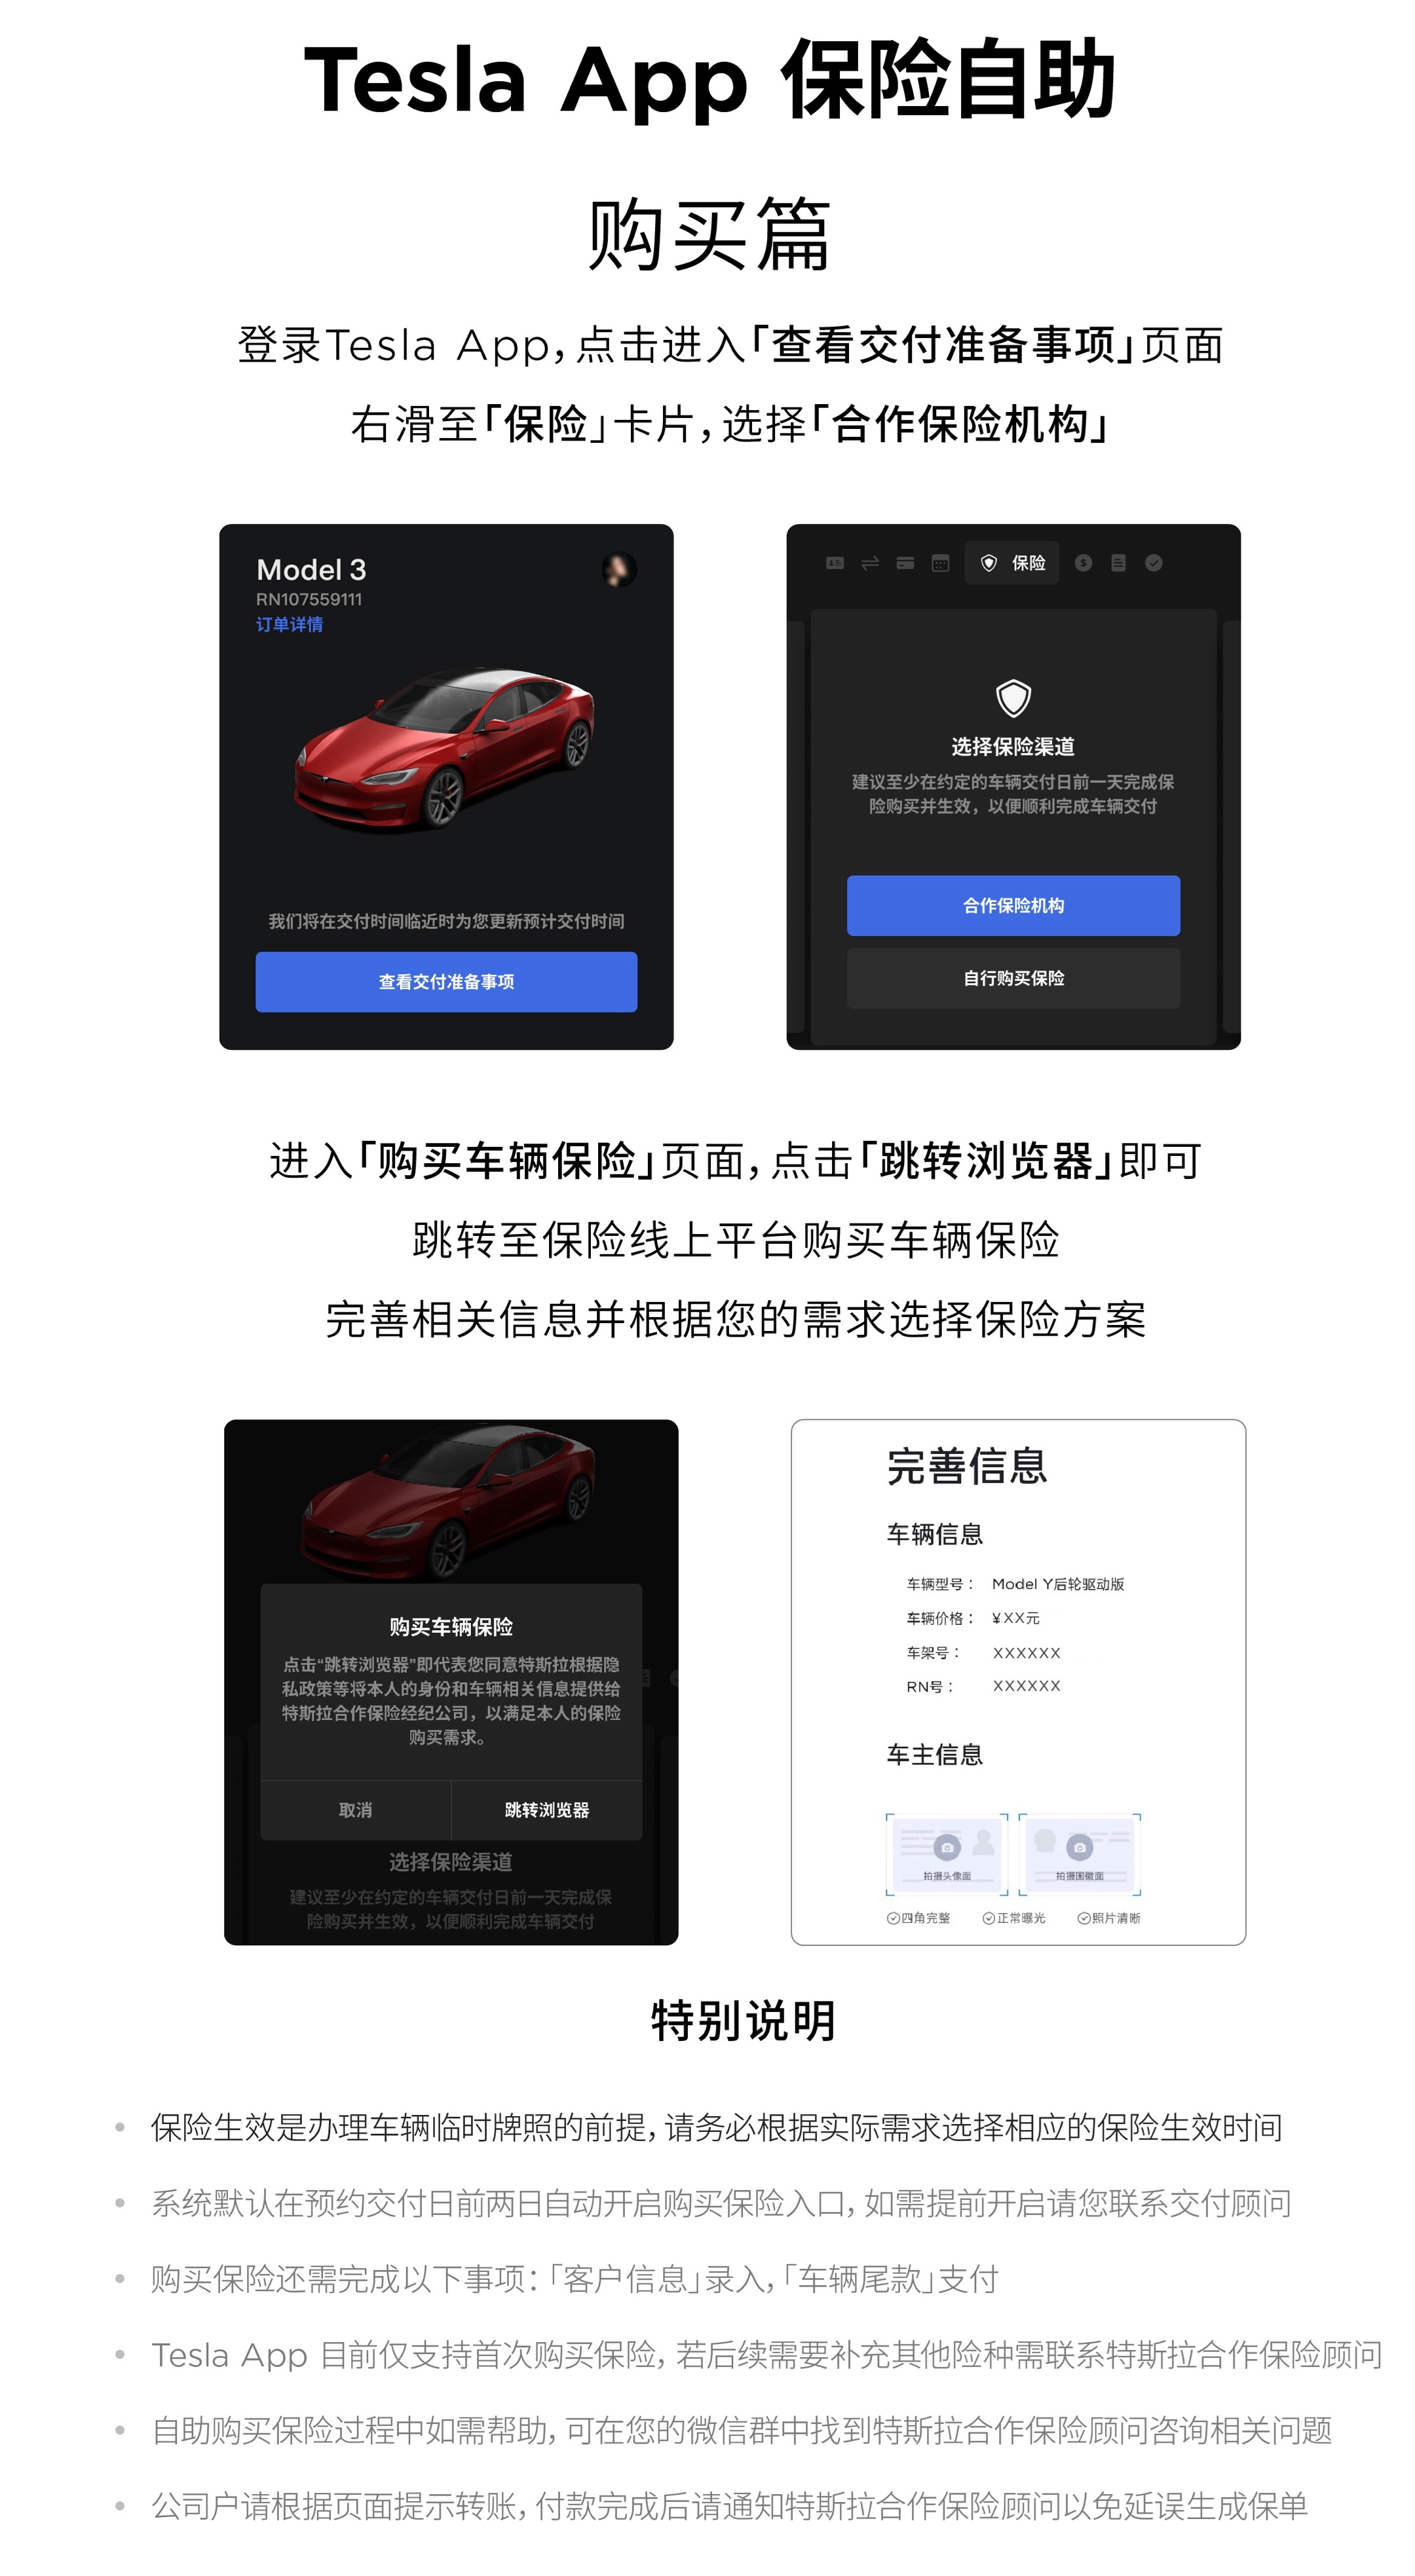 Tesla App 保险自助
购买篇
登录Tesla App，点击进入「查看交付准备事项」页面
右滑至「保险」卡片，选择「合作保险机构」
Model 3
RN107559111
订单详情
我们将在交付时间临近时为您更新预计交付时间
查看交付准备事项
保险
选择保险渠道
建议至少在约定的车辆交付日前一天完成保
险购买并生效，以便顺利完成车辆交付
合作保险机构
自行购买保险
进入「购买车辆保险」页面，点击「跳转浏览器」即可
跳转至保险线上平台购买车辆保险
完善相关信息并根据您的需求选择保险方案
购买车辆保险
点击“跳转浏览器”即代表您同意特斯拉根据隐
私政策等将本人的身份和车辆相关信息提供给
特斯拉合作保险经纪公司，以满足本人的保险
购买需求。
取消 跳转浏览器
选择保险渠道
建议至少在约定的车辆交付日前一天完成保
险购买并生效，以便顺利完成车辆交付
完善信息
车辆信息
车辆型号： Model Y后轮驱动版
车辆价格： ¥XX元
车架号： XXXXXX
RN号： XXXXXX
车主信息
拍摄头像面 拍摄国徽面
四角完整 正常曝光 照片清晰
特别说明
• 保险生效是办理车辆临时牌照的前提，请务必根据实际需求选择相应的保险生效时间
• 系统默认在预约交付日前两日自动开启购买保险入口，如需提前开启请您联系交付顾问
• 购买保险还需完成以下事项：「客户信息」录入，「车辆尾款」支付
• Tesla App 目前仅支持首次购买保险，若后续需要补充其他险种需联系特斯拉合作保险顾问
• 自助购买保险过程中如需帮助，可在您的微信群中找到特斯拉合作保险顾问咨询相关问题
• 公司户请根据页面提示转账，付款完成后请通知特斯拉合作保险顾问以免延误生成保单